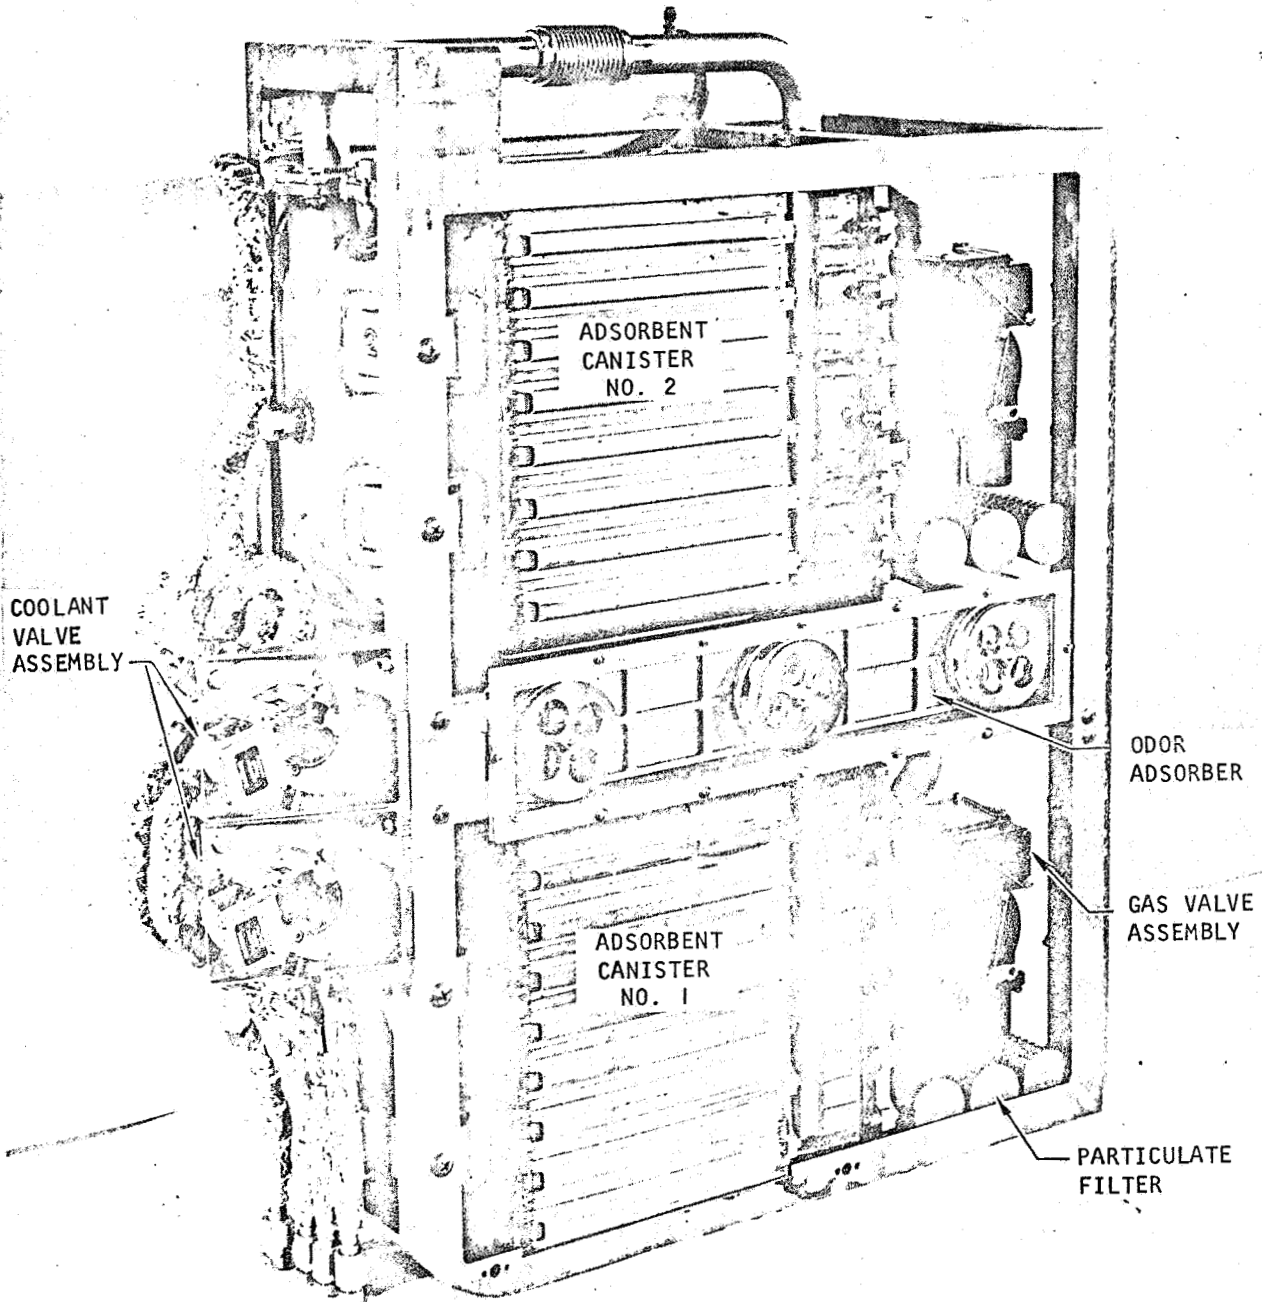 ADSORBENT
CANISTER
NO. 2
COOLANT
VALVE
ASSEMBLY
ODOR
ADSORBER
GAS VALVE
ASSEMBLY
ADSORBENT
CANISTER
NO. 1
PARTICULATE
FILTER